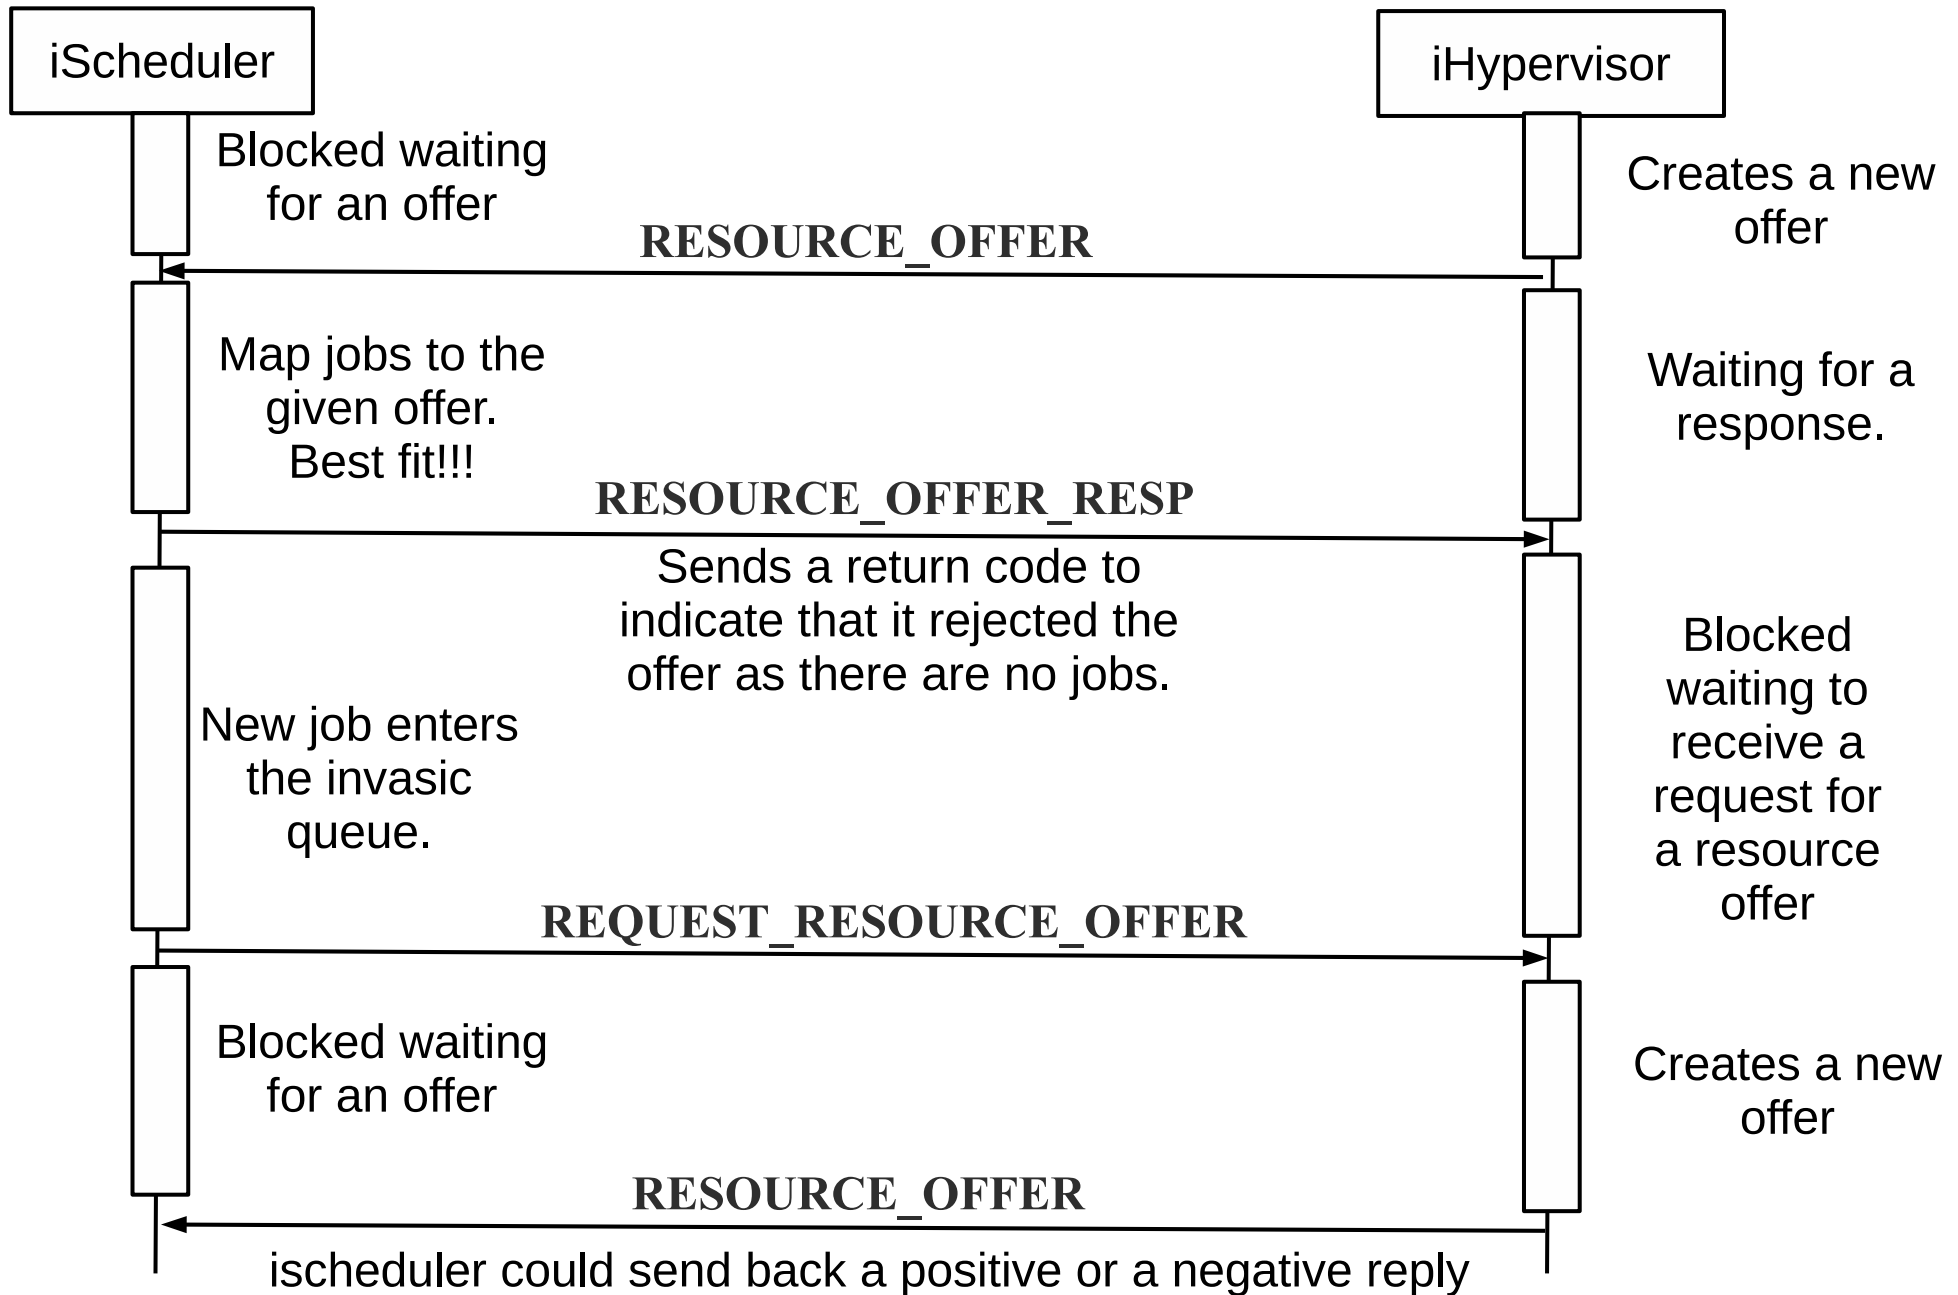 iScheduler
iHypervisor
Blocked waiting
for an offer
Creates a new
offer
RESOURCE_OFFER
Map jobs to the
given offer.
Best fit!!!
Waiting for a
response.
RESOURCE_OFFER_RESP
Sends a return code to
indicate that it rejected the
offer as there are no jobs.
New job enters
the invasic
queue.
Blocked
waiting to
receive a
request for
a resource
offer
REQUEST_RESOURCE_OFFER
Blocked waiting
for an offer
Creates a new
offer
RESOURCE_OFFER
ischeduler could send back a positive or a negative reply